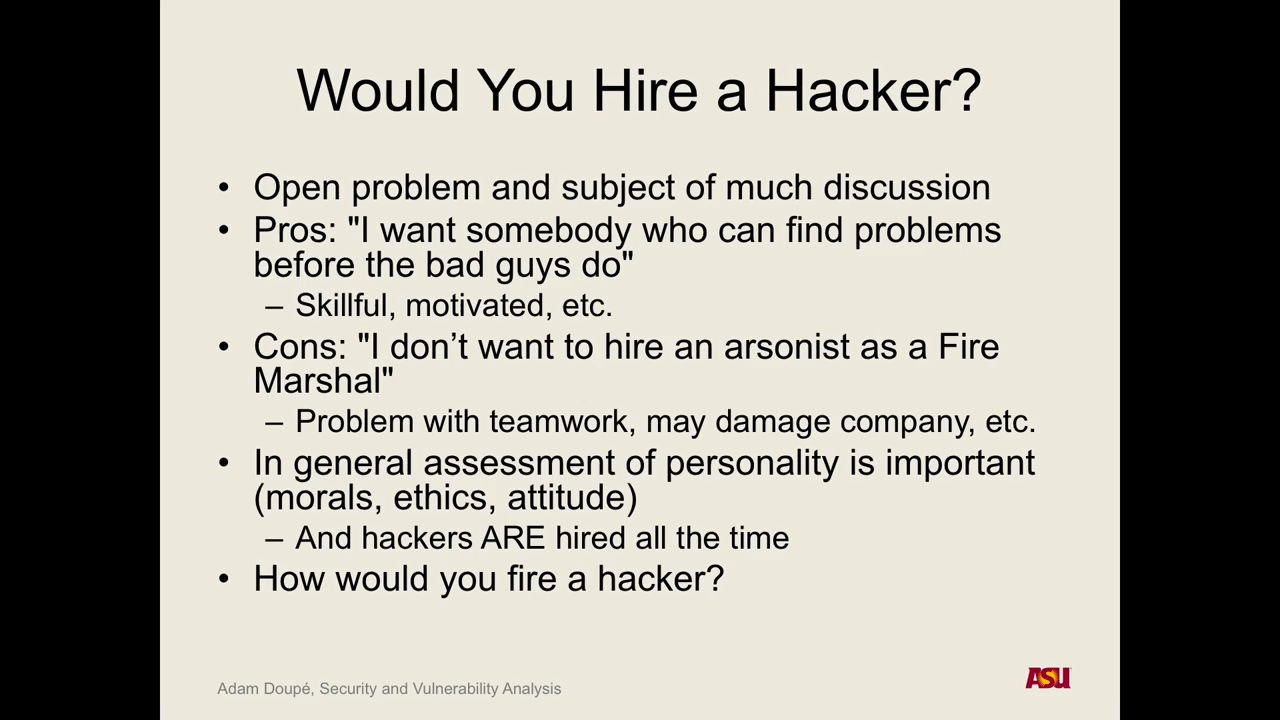 Would You Hire a Hacker?
• Open problem and subject of much discussion
• Pros: "I want somebody who can find problems
before the bad guys do"
– Skillful, motivated, etc.
• Cons: "I don’t want to hire an arsonist as a Fire
Marshal"
– Problem with teamwork, may damage company, etc.
• In general assessment of personality is important
(morals, ethics, attitude)
– And hackers ARE hired all the time
• How would you fire a hacker?
Adam Doupé, Security and Vulnerability Analysis
ASU